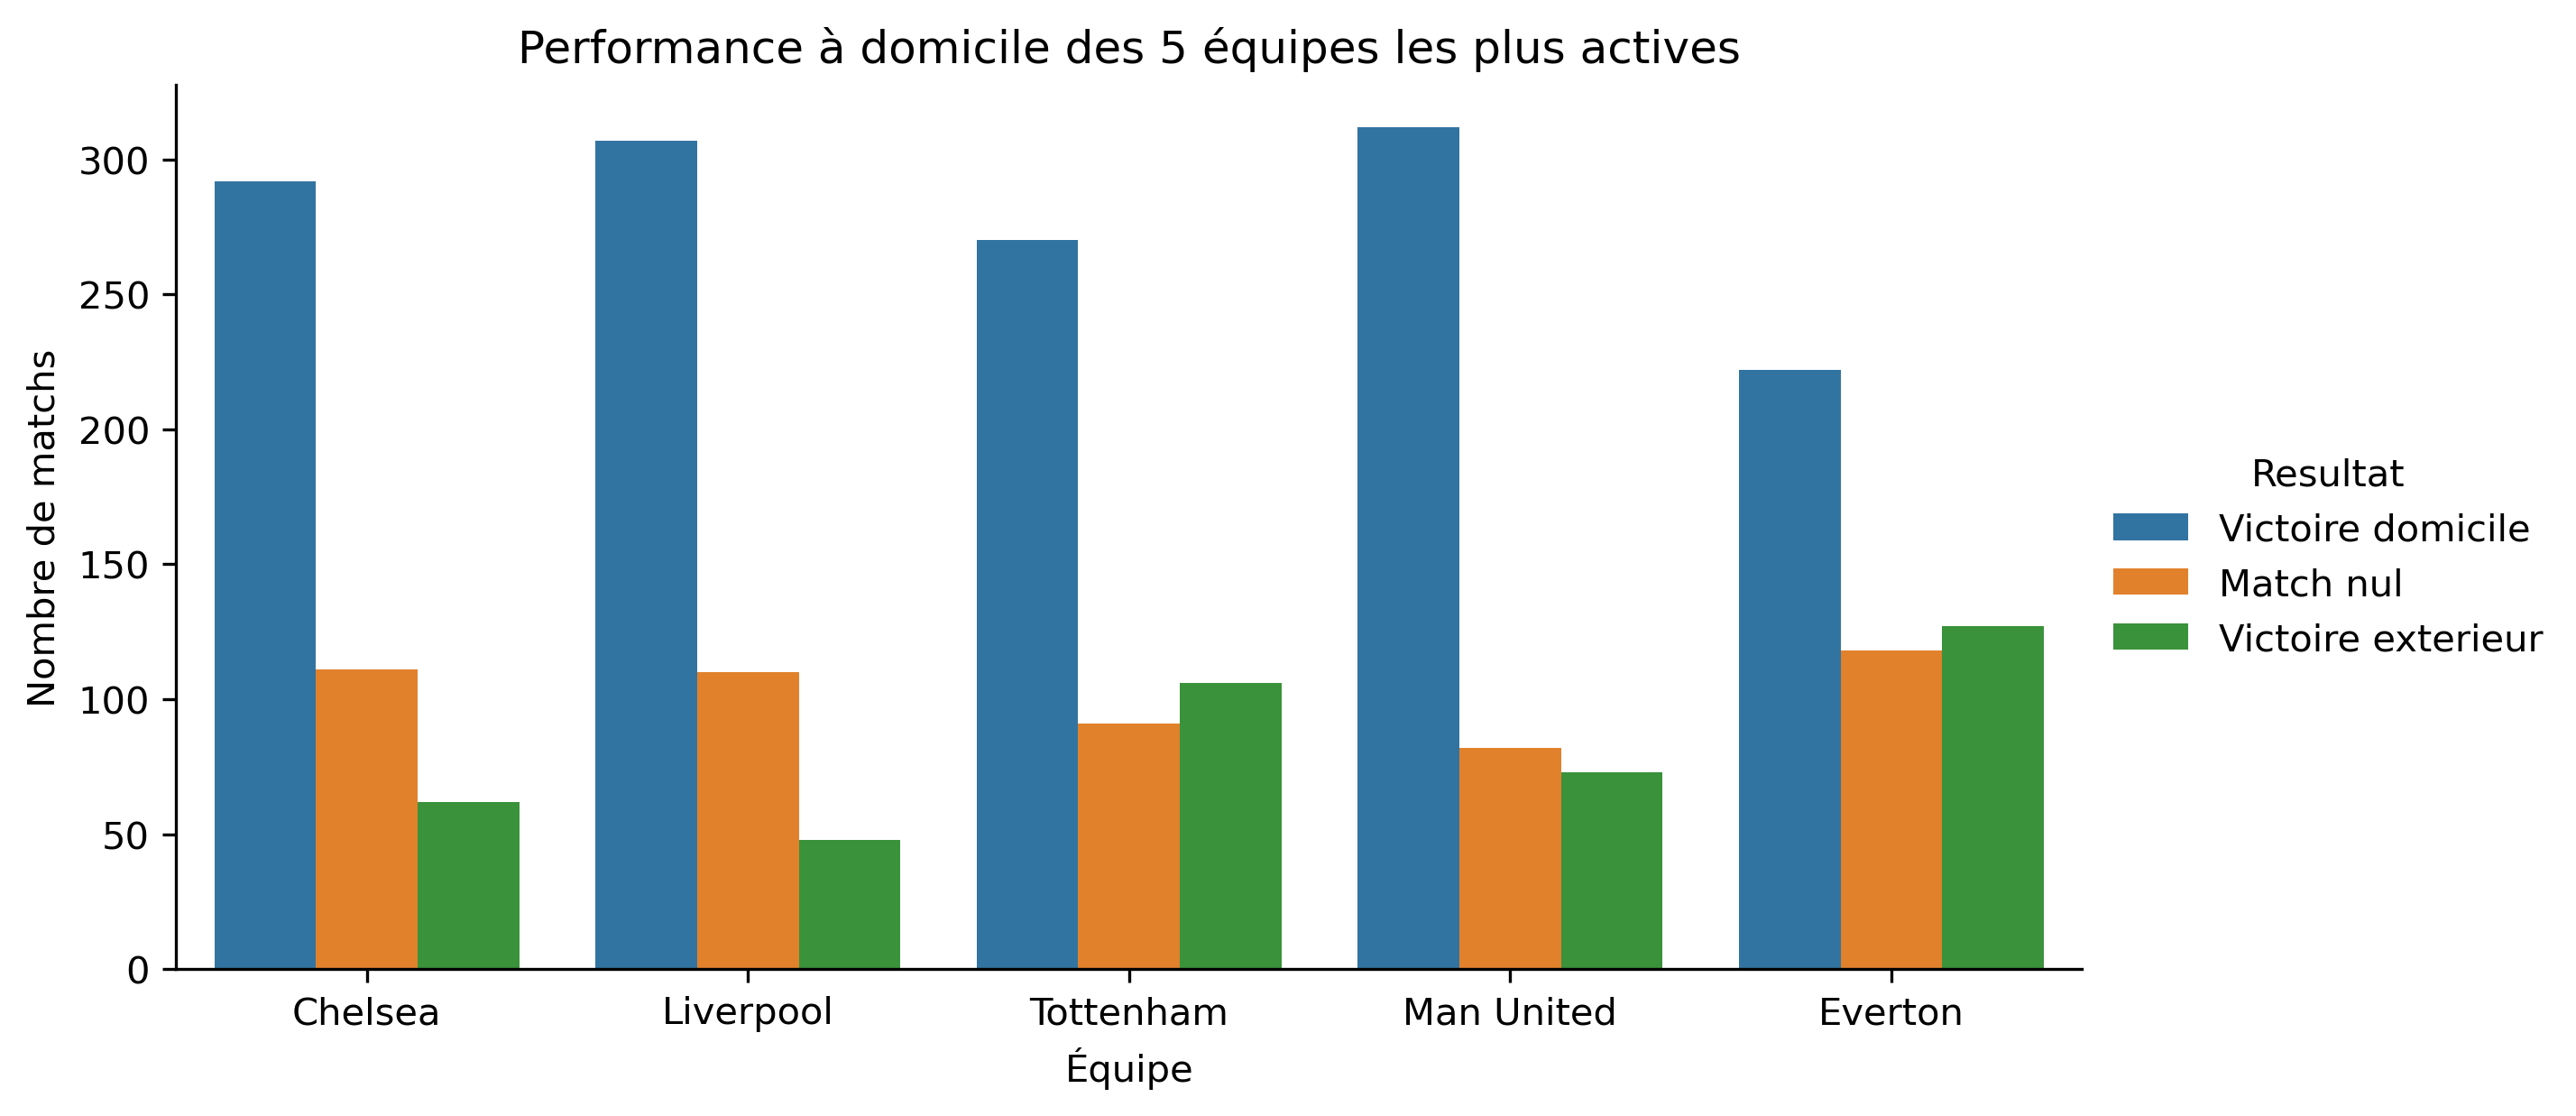 Performance à domicile des 5 équipes les plus actives
Nombre de matchs
300
250
200
150
100
50
0
Chelsea
Liverpool
Tottenham
Man United
Everton
Équipe
Resultat
Victoire domicile
Match nul
Victoire exterieur